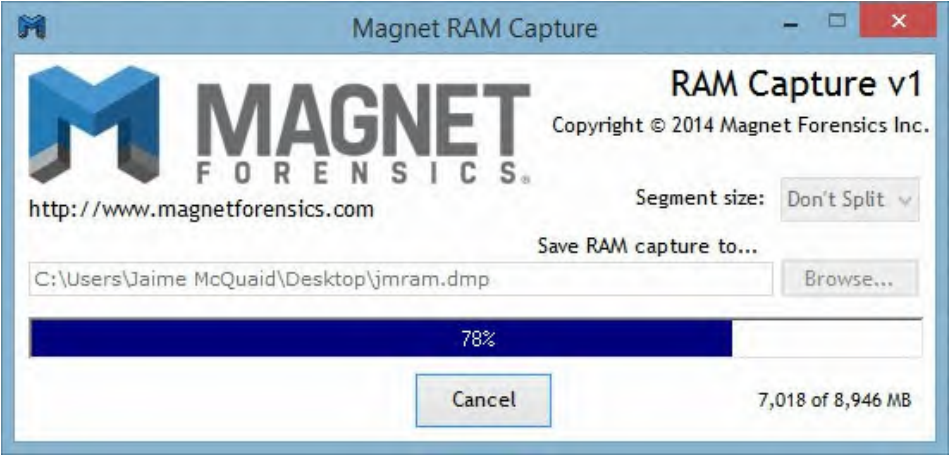 Magnet RAM Capture
MAGNET
FORENSICS®
RAM Capture v1
Copyright © 2014 Magnet Forensics Inc.
http://www.magnetforensics.com
Segment size: Don't Split
Save RAM capture to...
C:\Users\Jaime McQuaid\Desktop\jmram.dmp Browse...
78%
Cancel 7,018 of 8,946 MB